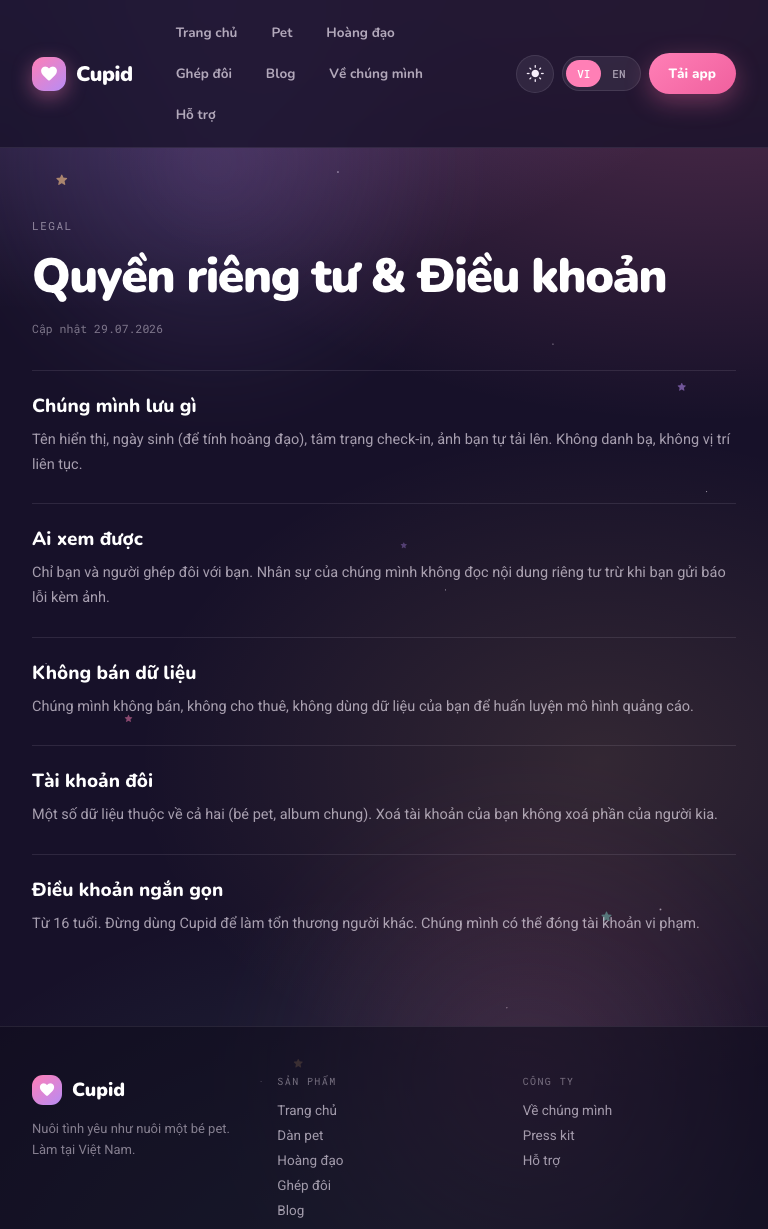 Cupid
Trang chủ
Pet
Hoàng đạo
Ghép đôi
Blog
Về chúng mình
Hỗ trợ
VI
EN
Tải app
LEGAL
Quyền riêng tư & Điều khoản
Cập nhật 29.07.2026
Chúng mình lưu gì
Tên hiển thị, ngày sinh (để tính hoàng đạo), tâm trạng check-in, ảnh bạn tự tải lên. Không danh bạ, không vị trí
liên tục.
Ai xem được
Chỉ bạn và người ghép đôi với bạn. Nhân sự của chúng mình không đọc nội dung riêng tư trừ khi bạn gửi báo
lỗi kèm ảnh.
Không bán dữ liệu
Chúng mình không bán, không cho thuê, không dùng dữ liệu của bạn để huấn luyện mô hình quảng cáo.
Tài khoản đôi
Một số dữ liệu thuộc về cả hai (bé pet, album chung). Xoá tài khoản của bạn không xoá phần của người kia.
Điều khoản ngắn gọn
Từ 16 tuổi. Đừng dùng Cupid để làm tổn thương người khác. Chúng mình có thể đóng tài khoản vi phạm.
Cupid
Nuôi tình yêu như nuôi một bé pet.
Làm tại Việt Nam.
SẢN PHẨM
Trang chủ
Dàn pet
Hoàng đạo
Ghép đôi
Blog
CÔNG TY
Về chúng mình
Press kit
Hỗ trợ